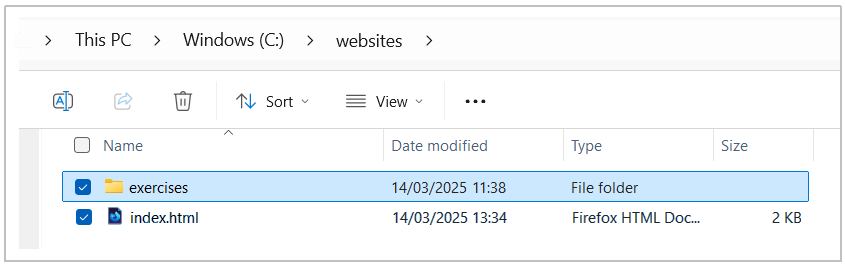 This PC Windows (C:) websites
Sort View
Name Date modified Type Size
exercises 14/03/2025 11:38 File folder
index.html 14/03/2025 13:34 Firefox HTML Doc... 2 KB